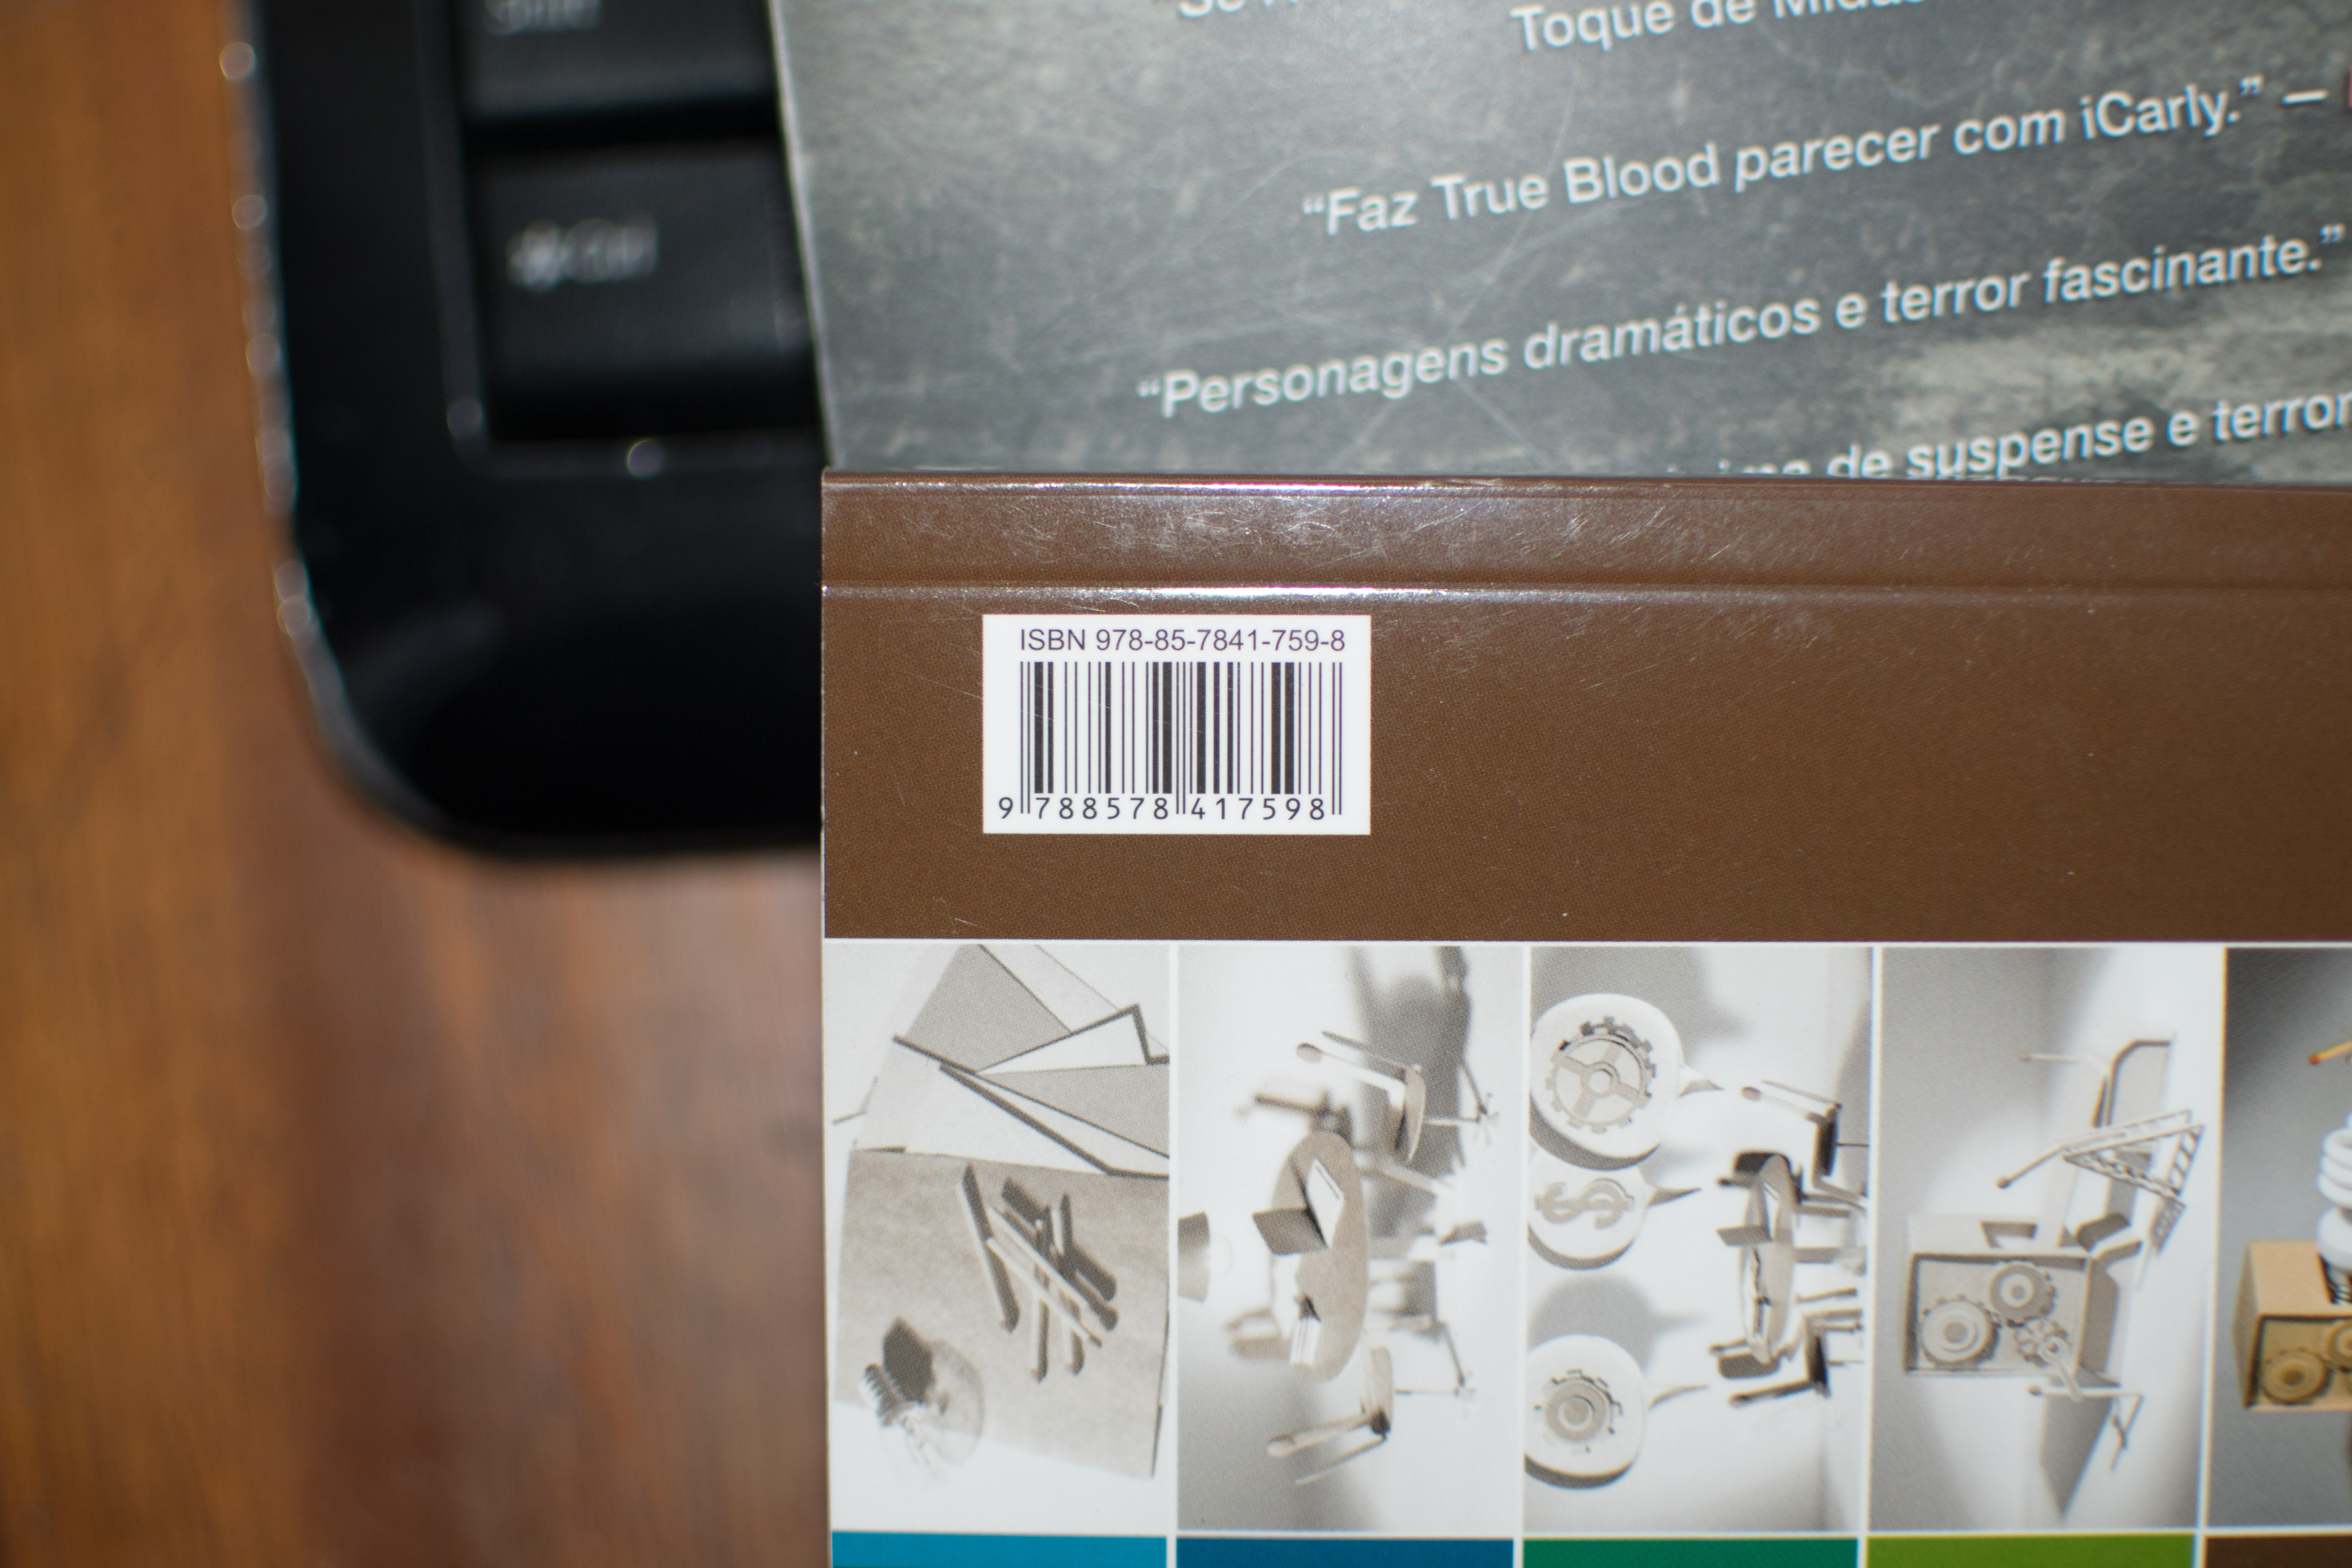 Toque de
“Faz True Blood parecer com iCarly.” –
“Personagens dramáticos e terror fascinante.”
de suspense e terror
ISBN 978-85-7841-759-8
9 788578 417598
$